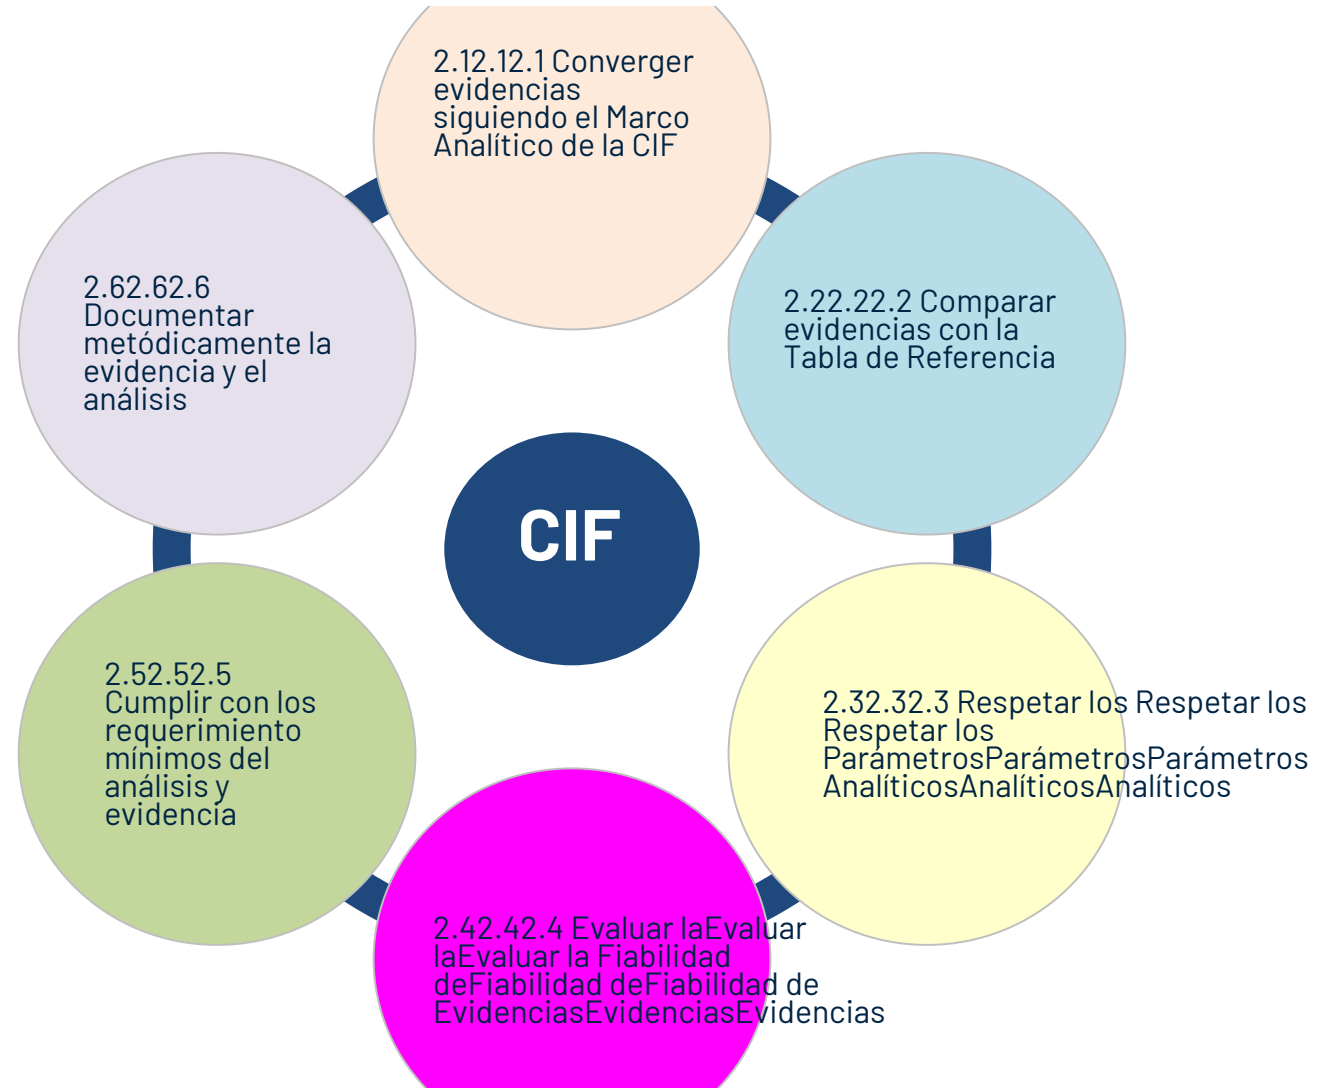 2.12.12.1 Converger
evidencias
siguiendo el Marco
Analítico de la CIF
2.22.22.2 Comparar
evidencias con la
Tabla de Referencia
2.32.32.3 Respetar los Respetar los
Respetar los
ParámetrosParámetrosParámetros
AnalíticosAnalíticosAnalíticos
2.42.42.4 Evaluar laEvaluar
laEvaluar la Fiabilidad
deFiabilidad deFiabilidad de
EvidenciasEvidenciasEvidencias
2.52.52.5
Cumplir con los
requerimiento
mínimos del
análisis y
evidencia
2.62.62.6
Documentar
metódicamente la
evidencia y el
análisis
CIF